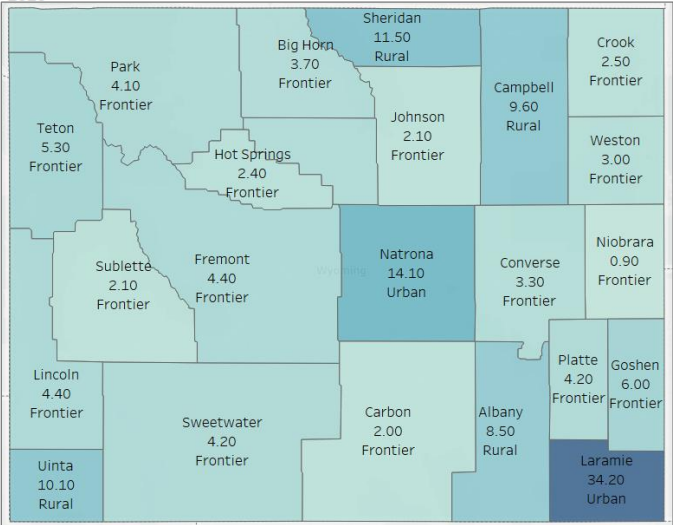 Sheridan
11.50
Rural
Big Horn
3.70
Frontier
Crook
2.50
Frontier
Park
4.10
Frontier
Campbell
9.60
Rural
Johnson
2.10
Frontier
Teton
5.30
Frontier
Weston
3.00
Frontier
Hot Springs
2.40
Frontier
Natrona
14.10
Urban
Niobrara
0.90
Frontier
Fremont
4.40
Frontier
Wyoming
Converse
3.30
Frontier
Sublette
2.10
Frontier
Platte
4.20
Frontier
Goshen
6.00
Frontier
Lincoln
4.40
Frontier
Sweetwater
4.20
Frontier
Carbon
2.00
Frontier
Albany
8.50
Rural
Uinta
10.10
Rural
Laramie
34.20
Urban